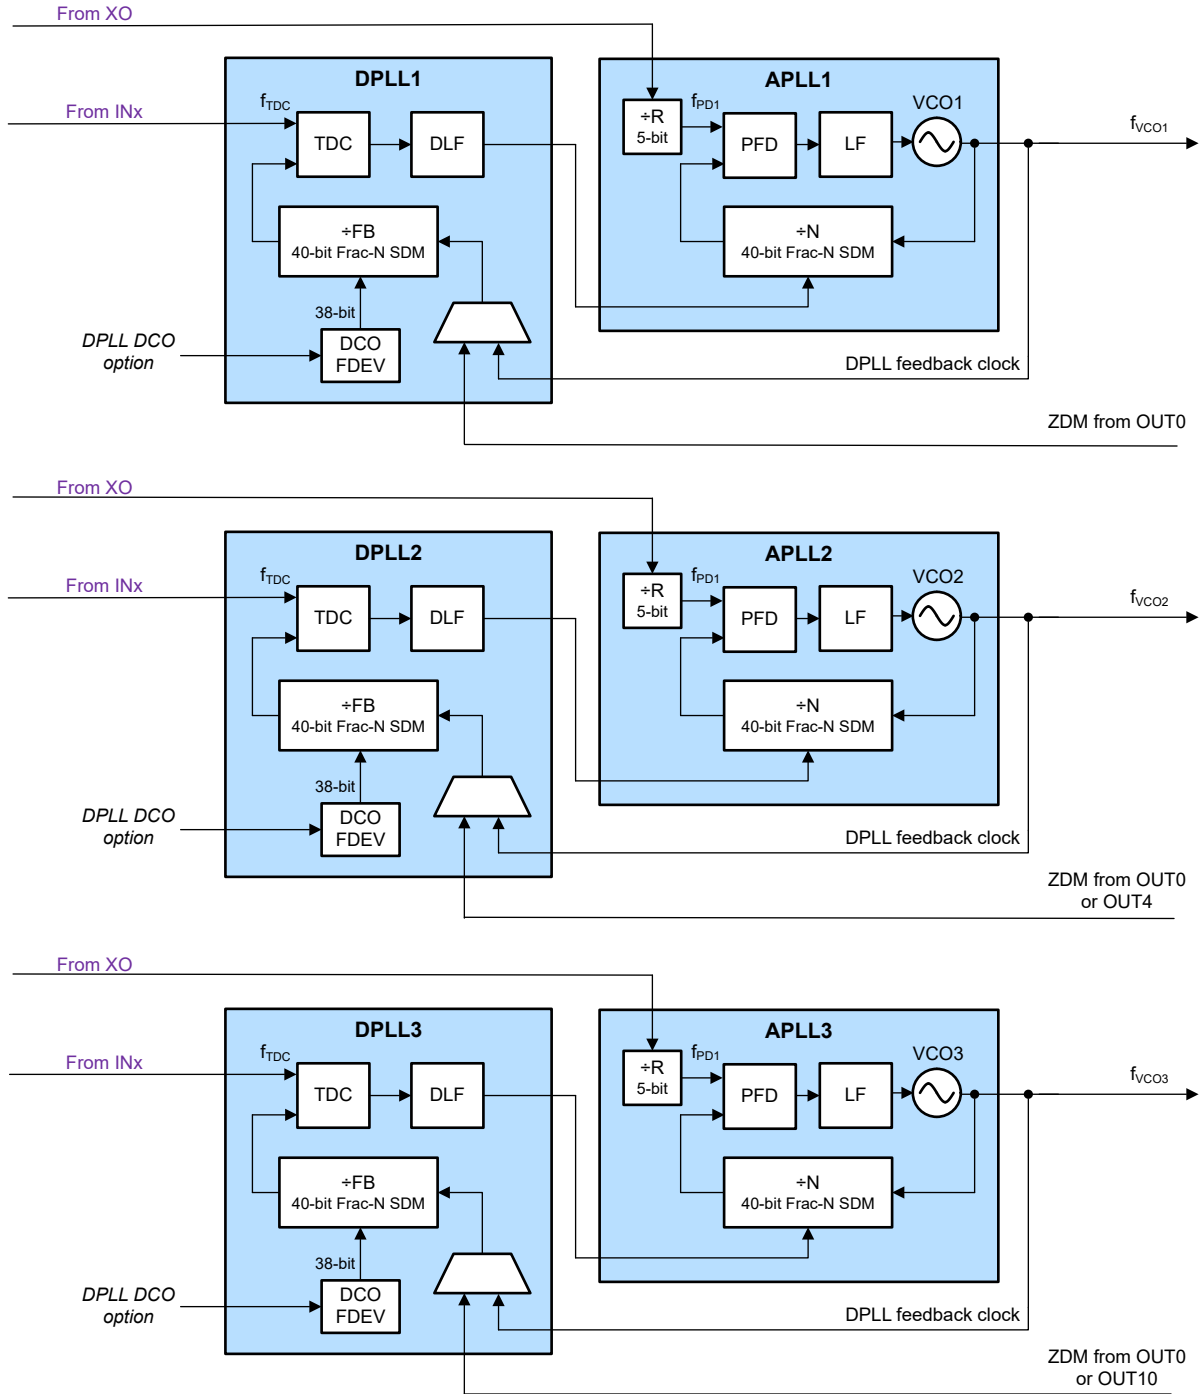 From XO
DPLL1
APLL1
From INx
fTDC
TDC
DLF
÷R
5-bit
fPD1
PFD
LF
VCO1
fVCO1
÷FB
40-bit Frac-N SDM
÷N
40-bit Frac-N SDM
38-bit
DPLL DCO
option
DCO
FDEV
DPLL feedback clock
ZDM from OUT0
From XO
DPLL2
APLL2
From INx
fTDC
TDC
DLF
÷R
5-bit
fPD1
PFD
LF
VCO2
fVCO2
÷FB
40-bit Frac-N SDM
÷N
40-bit Frac-N SDM
38-bit
DPLL DCO
option
DCO
FDEV
DPLL feedback clock
ZDM from OUT0
or OUT4
From XO
DPLL3
APLL3
From INx
fTDC
TDC
DLF
÷R
5-bit
fPD1
PFD
LF
VCO3
fVCO3
÷FB
40-bit Frac-N SDM
÷N
40-bit Frac-N SDM
38-bit
DPLL DCO
option
DCO
FDEV
DPLL feedback clock
ZDM from OUT0
or OUT10